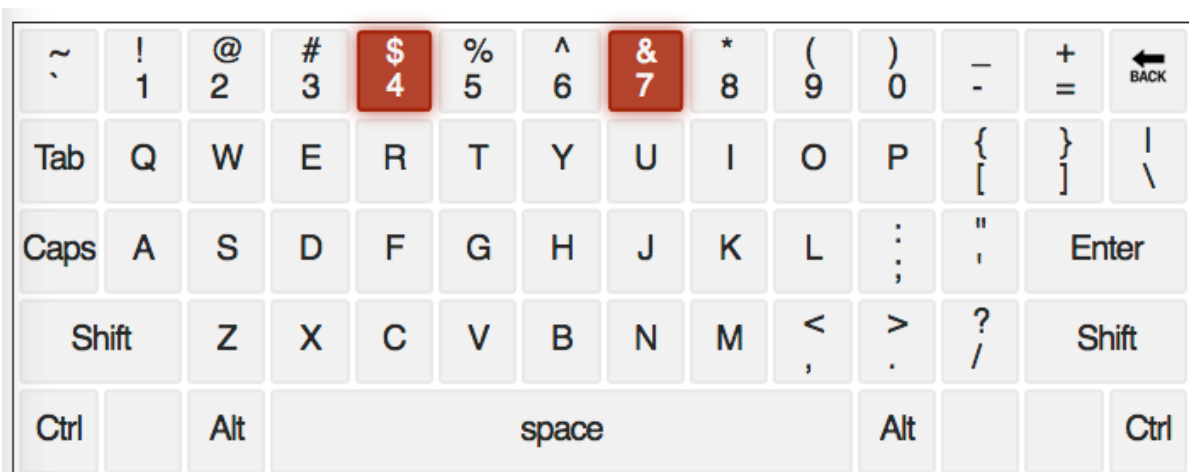 ~ ! @ # $ % ^ & * ( ) _ +
` 1 2 3 4 5 6 7 8 9 0 - = BACK
Tab Q W E R T Y U I O P { } |
[ ] \
Caps A S D F G H J K L : " Enter
; '
Shift Z X C V B N M < > ? Shift
, . /
Ctrl Alt space Alt Ctrl